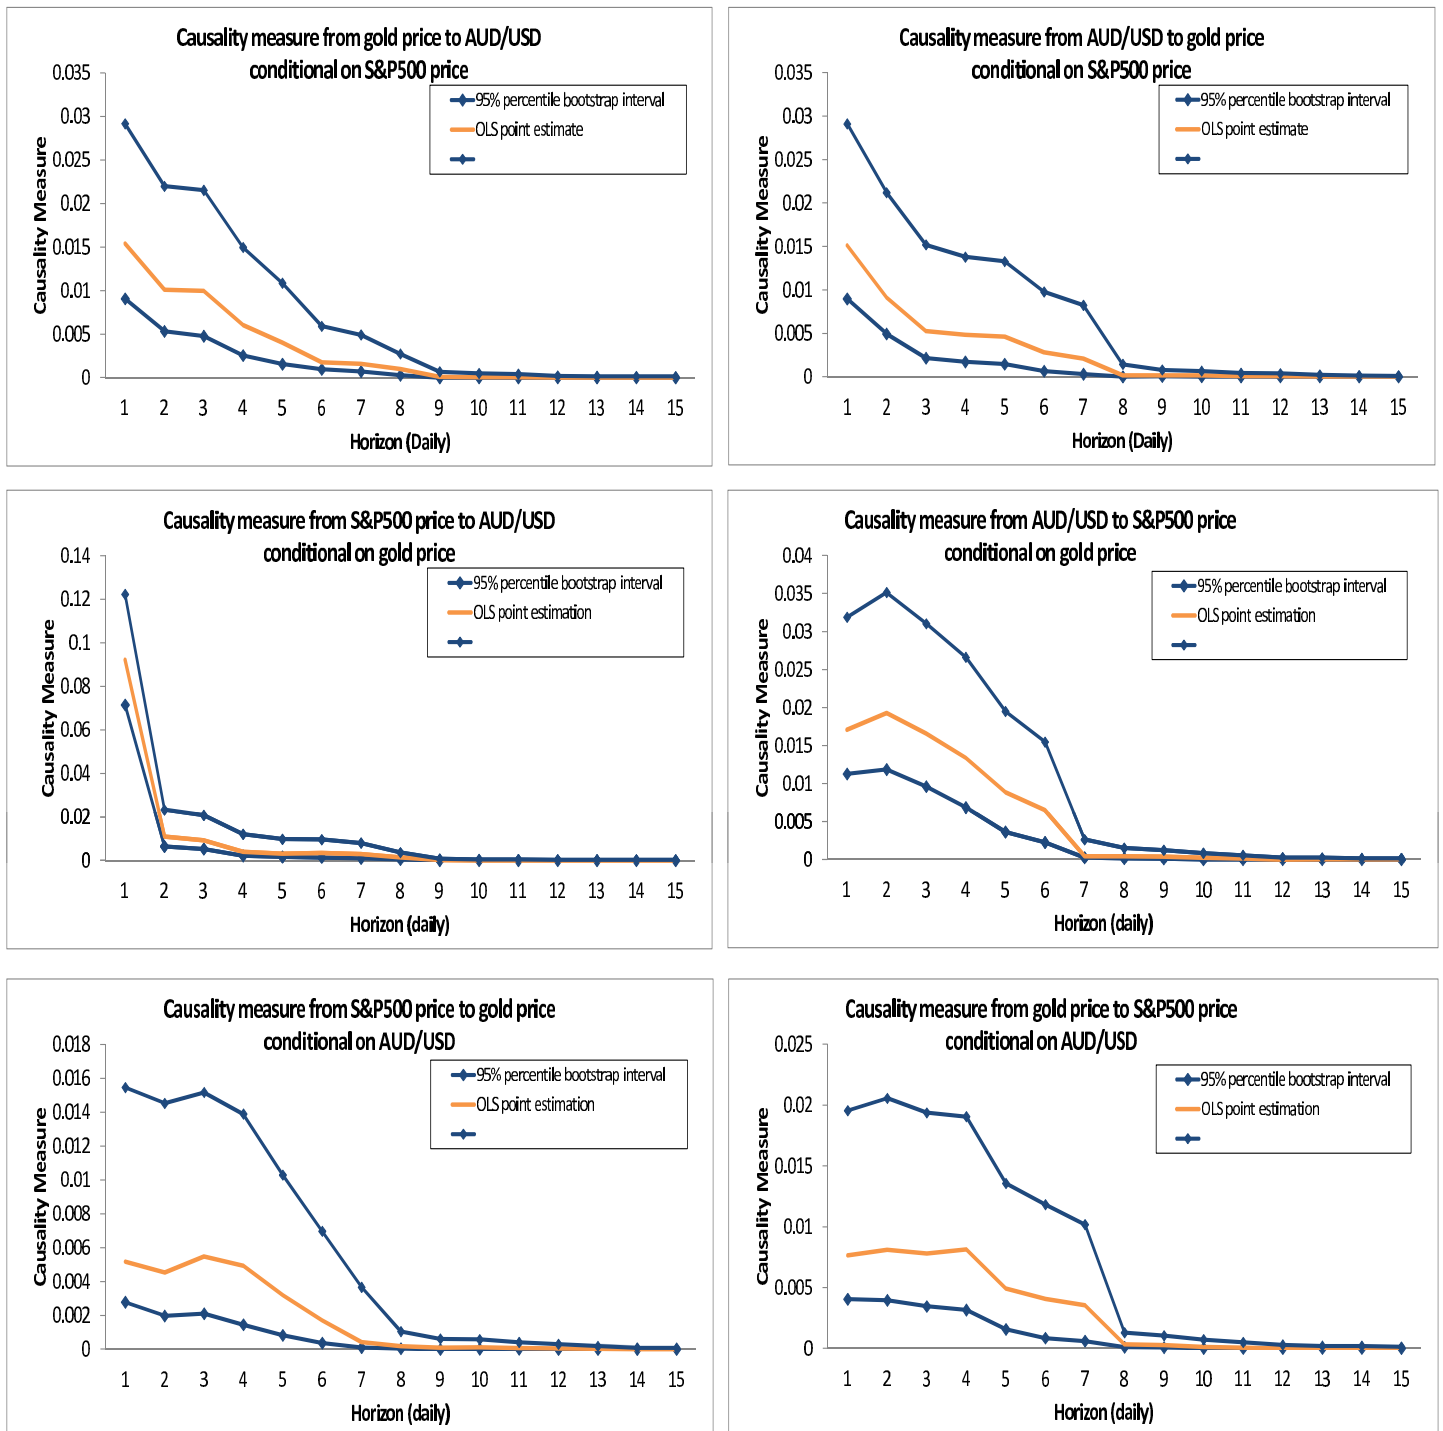 Causality measure from gold price to AUD/USD
conditional on S&P500 price
0.035
0.03
0.025
0.02
0.015
0.01
0.005
0
Causality Measure
95% percentile bootstrap interval
OLS point estimate
1 2 3 4 5 6 7 8 9 10 11 12 13 14 15
Horizon (Daily)
Causality measure from AUD/USD to gold price
conditional on S&P500 price
0.035
0.03
0.025
0.02
0.015
0.01
0.005
0
Causality Measure
95% percentile bootstrap interval
OLS point estimate
1 2 3 4 5 6 7 8 9 10 11 12 13 14 15
Horizon (Daily)
Causality measure from S&P500 price to AUD/USD
conditional on gold price
0.14
0.12
0.1
0.08
0.06
0.04
0.02
0
Causality Measure
95% percentile bootstrap interval
OLS point estimation
1 2 3 4 5 6 7 8 9 10 11 12 13 14 15
Horizon (daily)
Causality measure from AUD/USD to S&P500 price
conditional on gold price
0.04
0.035
0.03
0.025
0.02
0.015
0.01
0.005
0
Causality Measure
95% percentile bootstrap interval
OLS point estimation
1 2 3 4 5 6 7 8 9 10 11 12 13 14 15
Horizon (daily)
Causality measure from S&P500 price to gold price
conditional on AUD/USD
0.018
0.016
0.014
0.012
0.01
0.008
0.006
0.004
0.002
0
Causality Measure
95% percentile bootstrap interval
OLS point estimation
1 2 3 4 5 6 7 8 9 10 11 12 13 14 15
Horizon (daily)
Causality measure from gold price to S&P500 price
conditional on AUD/USD
0.025
0.02
0.015
0.01
0.005
0
Causality Measure
95% percentile bootstrap interval
OLS point estimation
1 2 3 4 5 6 7 8 9 10 11 12 13 14 15
Horizon (daily)